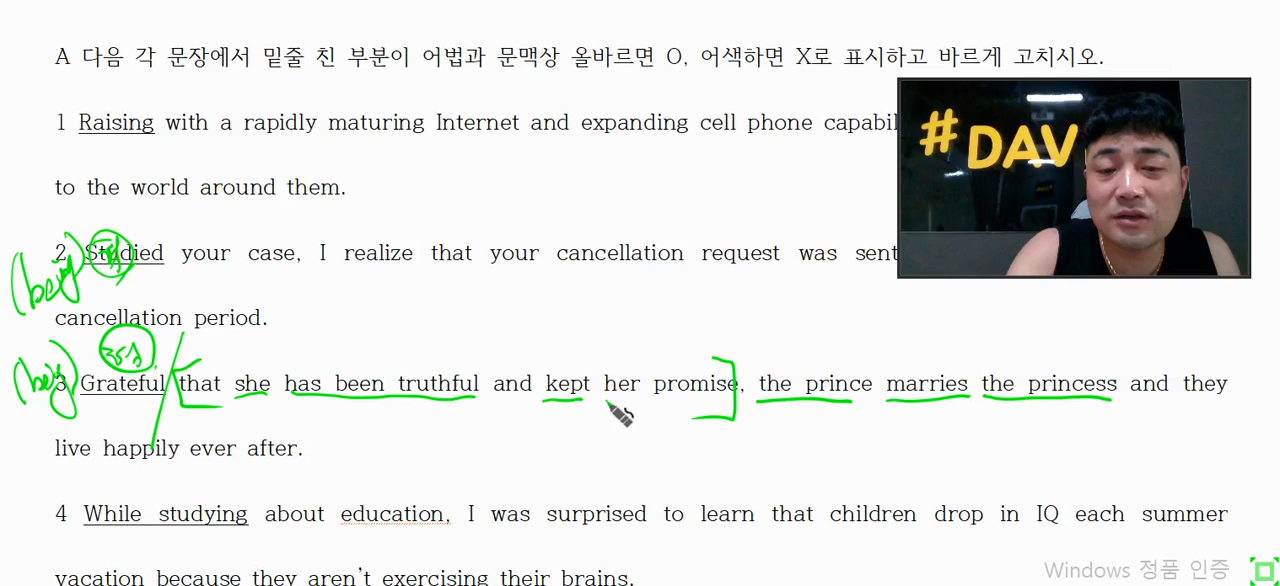 A 다음 각 문장에서 밑줄 친 부분이 어법과 문맥상 올바르면 O, 어색하면 X로 표시하고 바르게 고치시오.
#DAV
1 Raising with a rapidly maturing Internet and expanding cell phone
to the world around them.
2 Studied your case, I realize that your cancellation request was sent
(being)
cancellation period.
(being)
3 Grateful that she has been truthful and kept her promise, the prince marries the princess and they
live happily ever after.
4 While studying about education, I was surprised to learn that children drop in IQ each summer
vacation because they aren't exercising their brains.
Windows 정품 인증